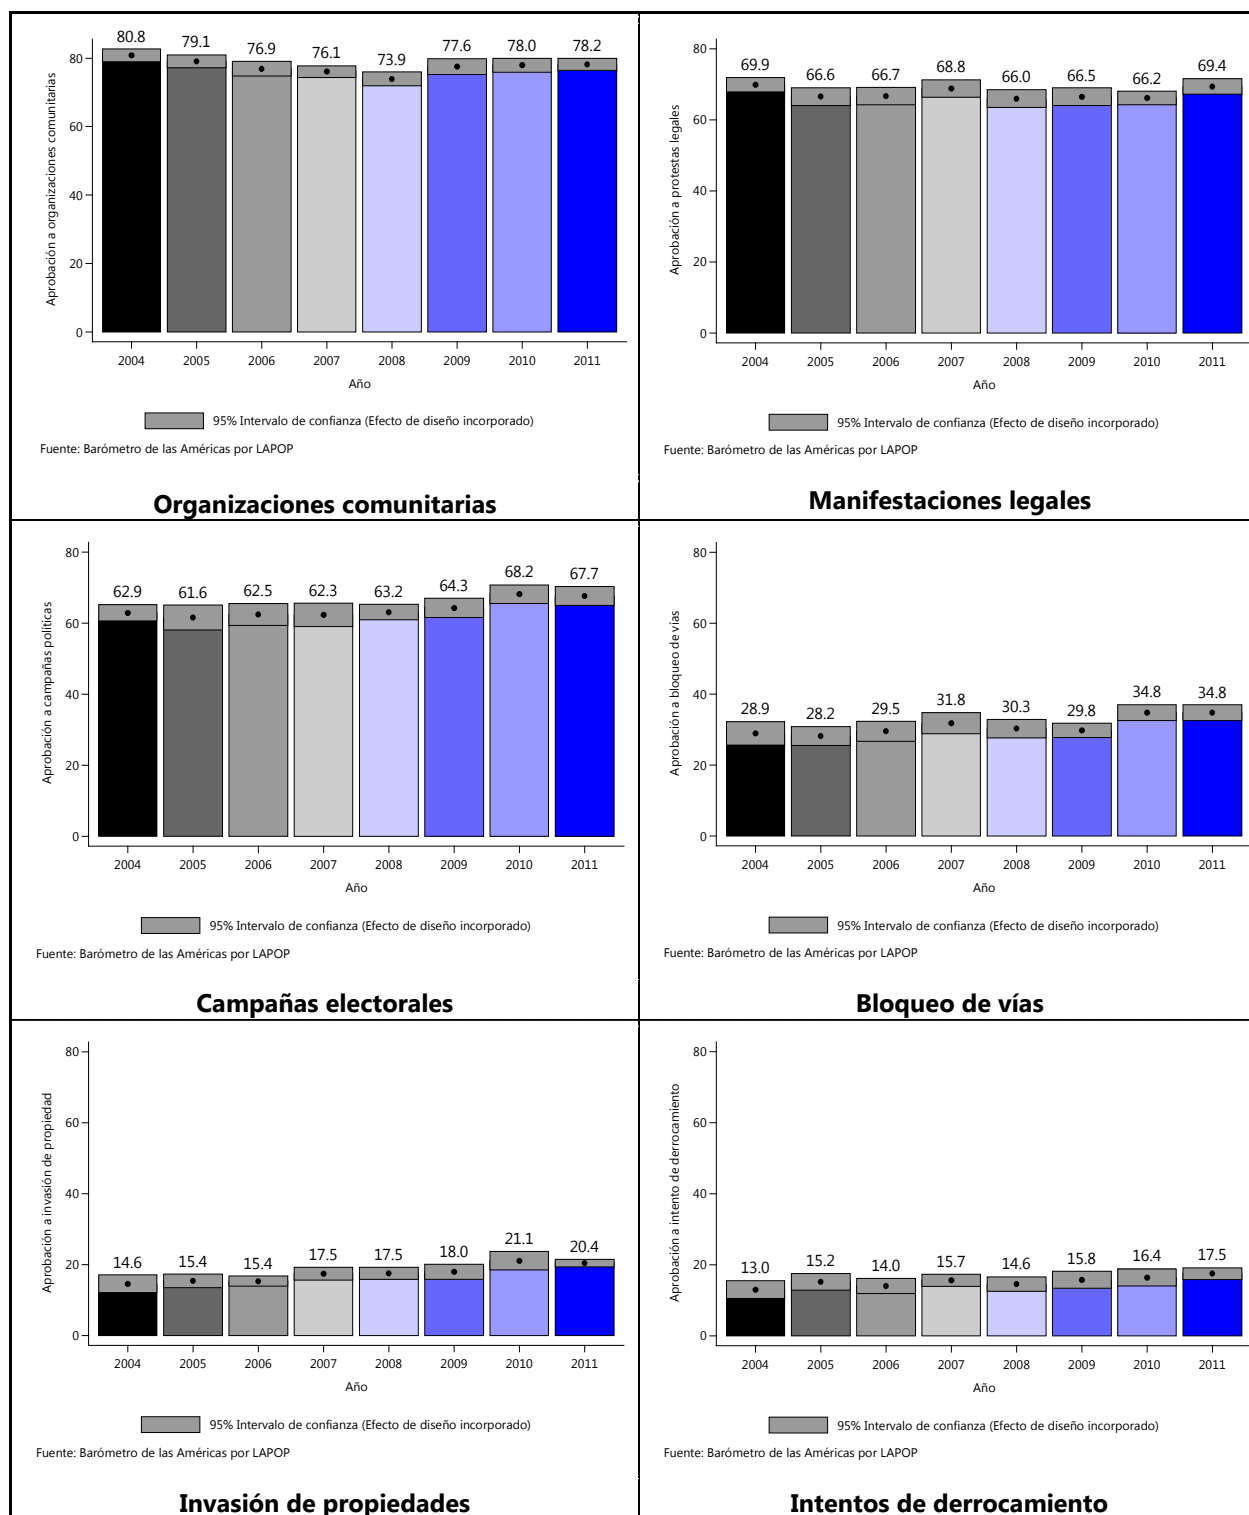 80.8 79.1 76.9 76.1 73.9 77.6 78.0 78.2
80
60
40
20
0
Aprobación a organizaciones comunitarias
2004 2005 2006 2007 2008 2009 2010 2011
Año
95% Intervalo de confianza (Efecto de diseño incorporado)
Fuente: Barómetro de las Américas por LAPOP
Organizaciones comunitarias
69.9 66.6 66.7 68.8 66.0 66.5 66.2 69.4
80
60
40
20
0
Aprobación a protestas legales
2004 2005 2006 2007 2008 2009 2010 2011
Año
95% Intervalo de confianza (Efecto de diseño incorporado)
Fuente: Barómetro de las Américas por LAPOP
Manifestaciones legales
62.9 61.6 62.5 62.3 63.2 64.3 68.2 67.7
80
60
40
20
0
Aprobación a campañas políticas
2004 2005 2006 2007 2008 2009 2010 2011
Año
95% Intervalo de confianza (Efecto de diseño incorporado)
Fuente: Barómetro de las Américas por LAPOP
Campañas electorales
28.9 28.2 29.5 31.8 30.3 29.8 34.8 34.8
80
60
40
20
0
Aprobación a bloqueo de vías
2004 2005 2006 2007 2008 2009 2010 2011
Año
95% Intervalo de confianza (Efecto de diseño incorporado)
Fuente: Barómetro de las Américas por LAPOP
Bloqueo de vías
14.6 15.4 15.4 17.5 17.5 18.0 21.1 20.4
80
60
40
20
0
Aprobación a invasión de propiedad
2004 2005 2006 2007 2008 2009 2010 2011
Año
95% Intervalo de confianza (Efecto de diseño incorporado)
Fuente: Barómetro de las Américas por LAPOP
Invasión de propiedades
13.0 15.2 14.0 15.7 14.6 15.8 16.4 17.5
80
60
40
20
0
Aprobación a intento de derrocamiento
2004 2005 2006 2007 2008 2009 2010 2011
Año
95% Intervalo de confianza (Efecto de diseño incorporado)
Fuente: Barómetro de las Américas por LAPOP
Intentos de derrocamiento